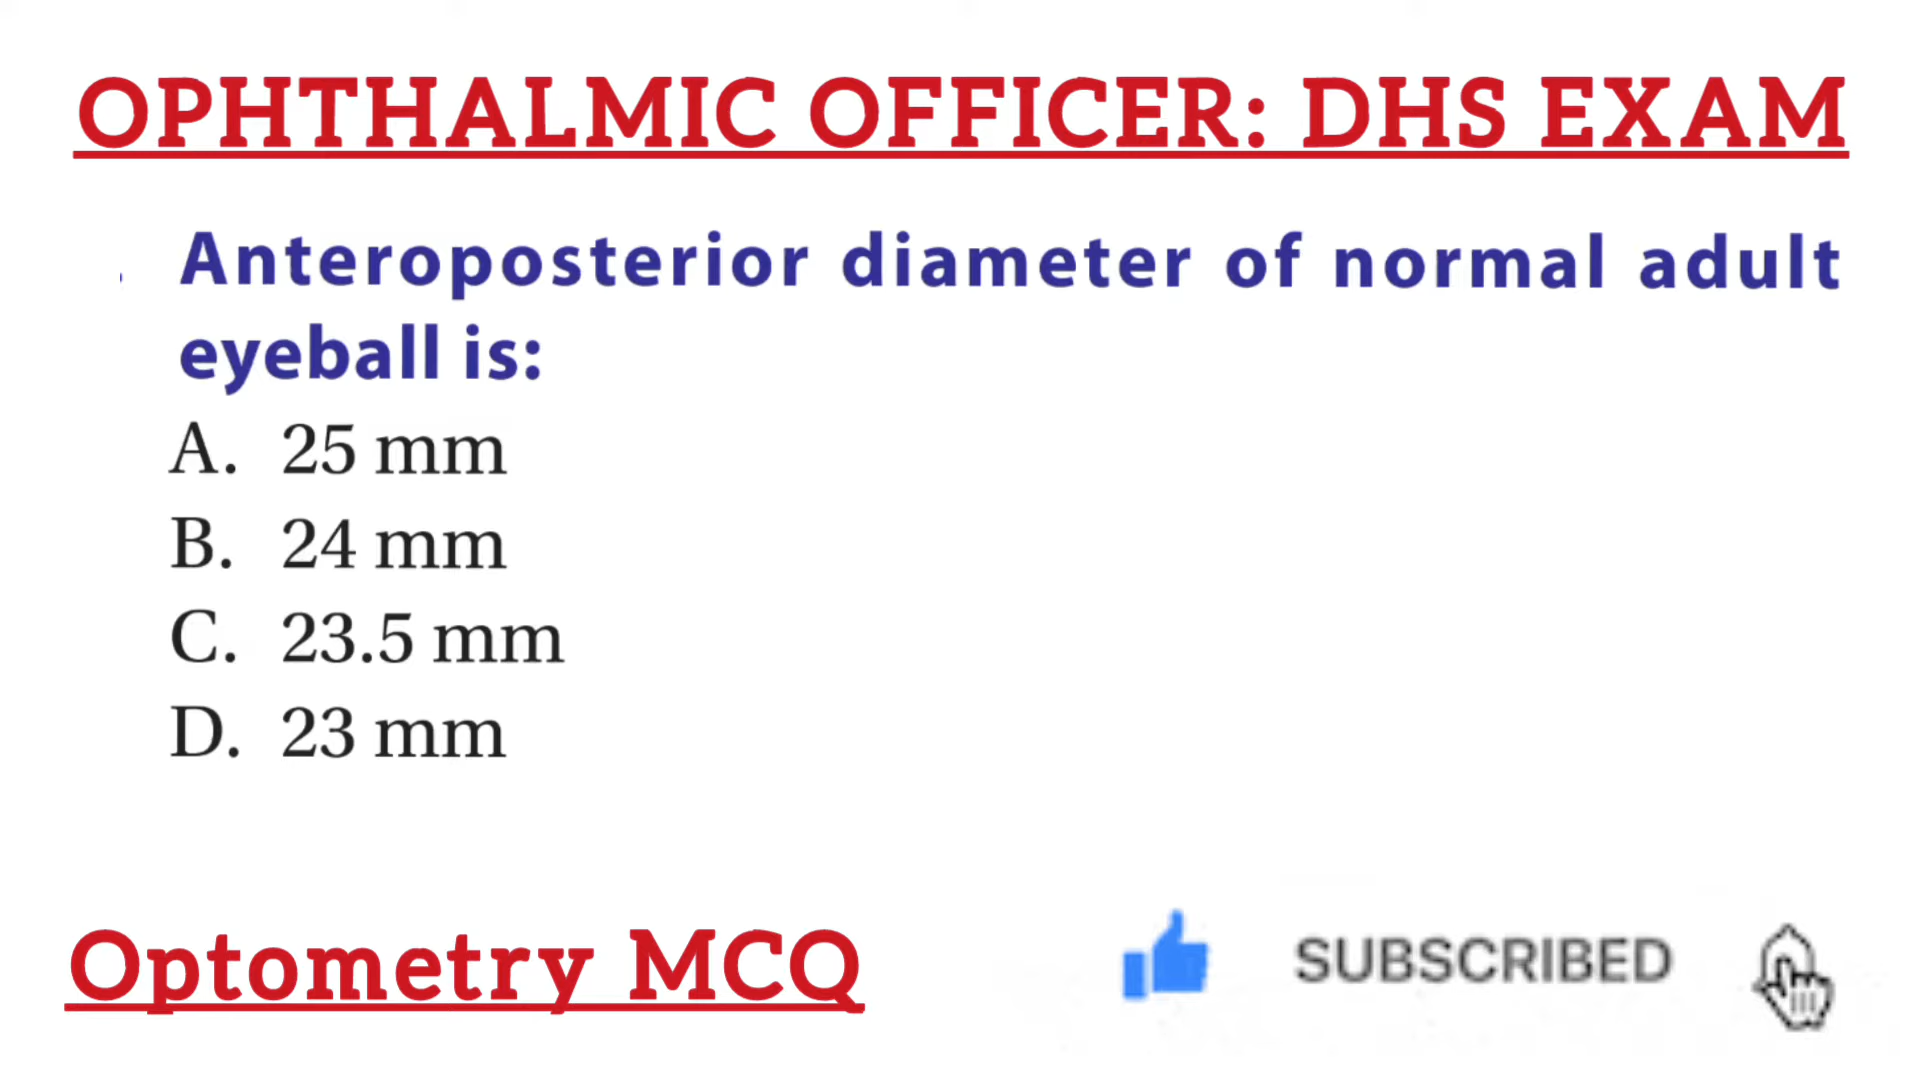 OPHTHALMIC OFFICER: DHS EXAM
Anteroposterior diameter of normal adult
eyeball is:
A. 25 mm
B. 24 mm
C. 23.5 mm
D. 23 mm
Optometry MCQ
SUBSCRIBED